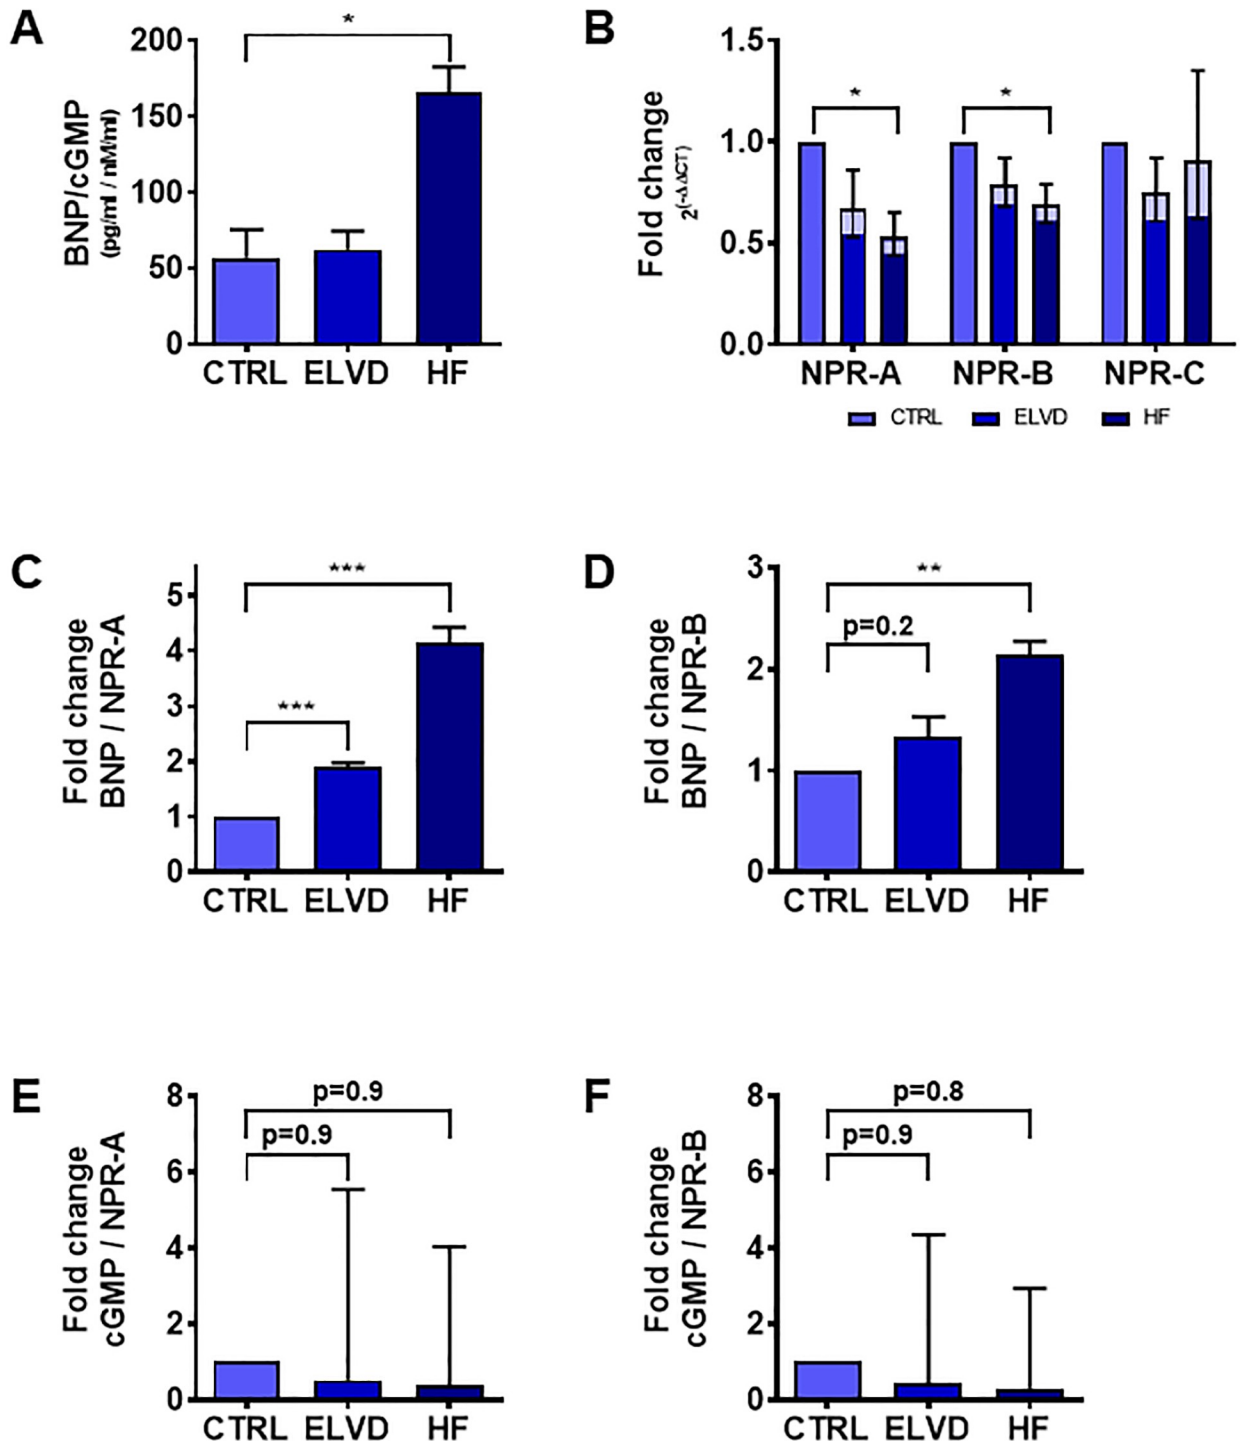 A
BNP/cGMP
(pg/ml / nM/ml)
200
150
100
50
0
*
CTRL ELVD HF
B
Fold change
2(-ΔΔCT)
1.5
1.0
0.5
0.0
* *
NPR-A NPR-B NPR-C
CTRL ELVD HF
C
Fold change
BNP / NPR-A
5
4
3
2
1
0
***
***
CTRL ELVD HF
D
Fold change
BNP / NPR-B
3
2
1
0
**
p=0.2
CTRL ELVD HF
E
Fold change
cGMP / NPR-A
8
6
4
2
0
p=0.9
p=0.9
CTRL ELVD HF
F
Fold change
cGMP / NPR-B
8
6
4
2
0
p=0.8
p=0.9
CTRL ELVD HF